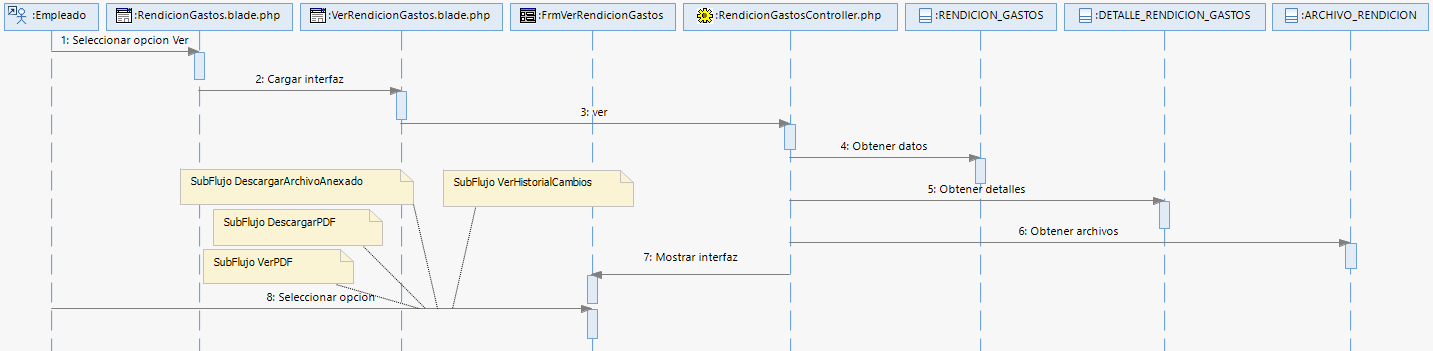 :Empleado
:RendicionGastos.blade.php
:VerRendicionGastos.blade.php
:FrmVerRendicionGastos
:RendicionGastosController.php
:RENDICION_GASTOS
:DETALLE_RENDICION_GASTOS
:ARCHIVO_RENDICION
1: Seleccionar opcion Ver
2: Cargar interfaz
3: ver
4: Obtener datos
SubFlujo DescargarArchivoAnexado
SubFlujo VerHistorialCambios
5: Obtener detalles
SubFlujo DescargarPDF
6: Obtener archivos
SubFlujo VerPDF
7: Mostrar interfaz
8: Seleccionar opcion